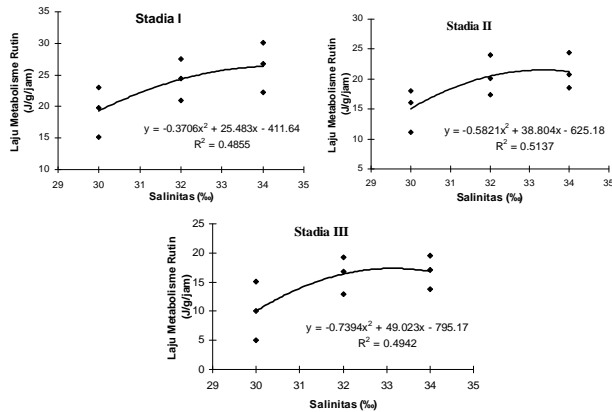 Stadia I
Laju Metabolisme Rutin
(J/g/jam)
30
25
20
15
10
y = -0.3706x² + 25.483x - 411.64
R² = 0.4855
29 30 31 32 33 34 35
Salinitas (‰)
Stadia II
Laju Metabolisme Rutin
(J/g/jam)
30
25
20
15
10
5
y = -0.5821x² + 38.804x - 625.18
R² = 0.5137
29 30 31 32 33 34 35
Salinitas (‰)
Stadia III
Laju Metabolisme Rutin
(J/g/jam)
25
20
15
10
5
0
y = -0.7394x² + 49.023x - 795.17
R² = 0.4942
29 30 31 32 33 34 35
Salinitas (‰)